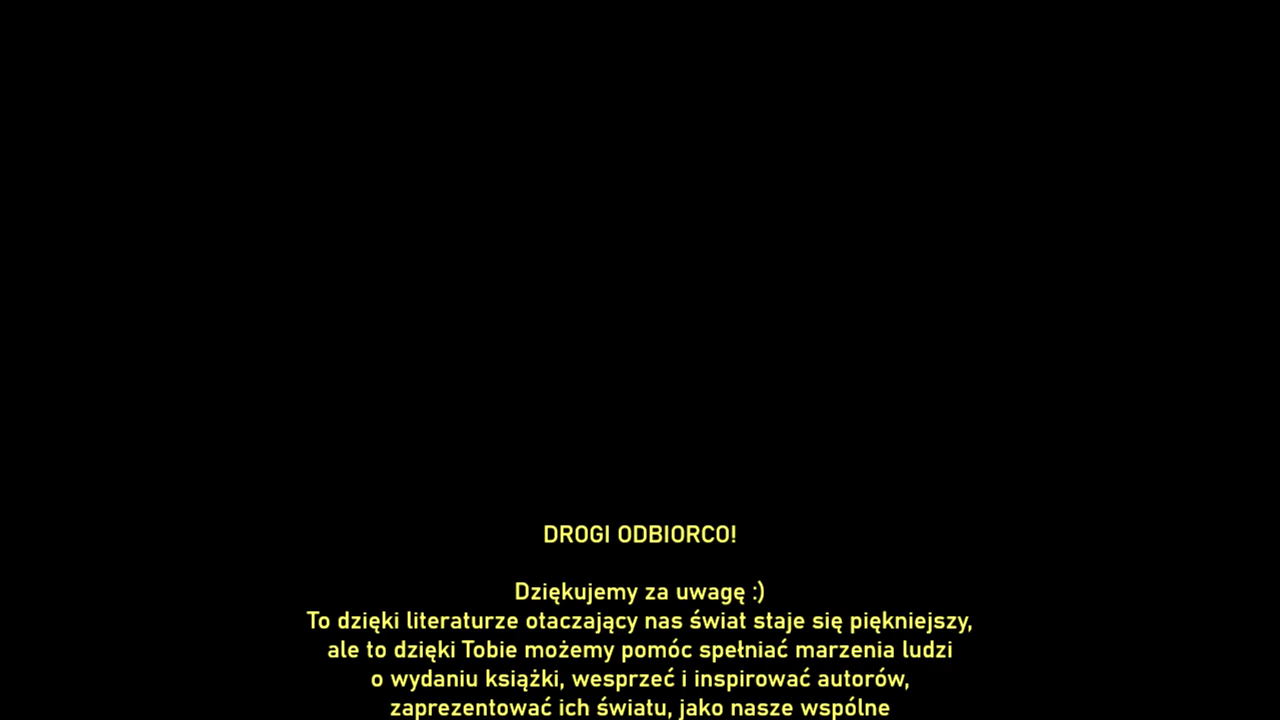 DROGI ODBIORCO!
Dziękujemy za uwagę :)
To dzięki literaturze otaczający nas świat staje się piękniejszy,
ale to dzięki Tobie możemy pomóc spełniać marzenia ludzi
o wydaniu książki, wesprzeć i inspirować autorów,
zaprezentować ich światu, jako nasze wspólne